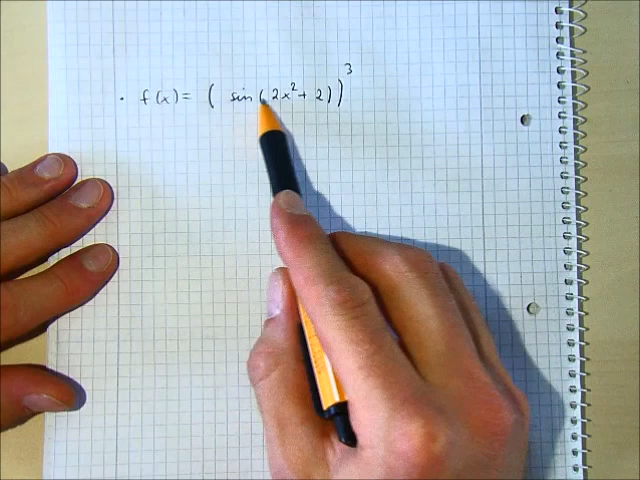 · f(x) = ( sin(2x² + 2))³